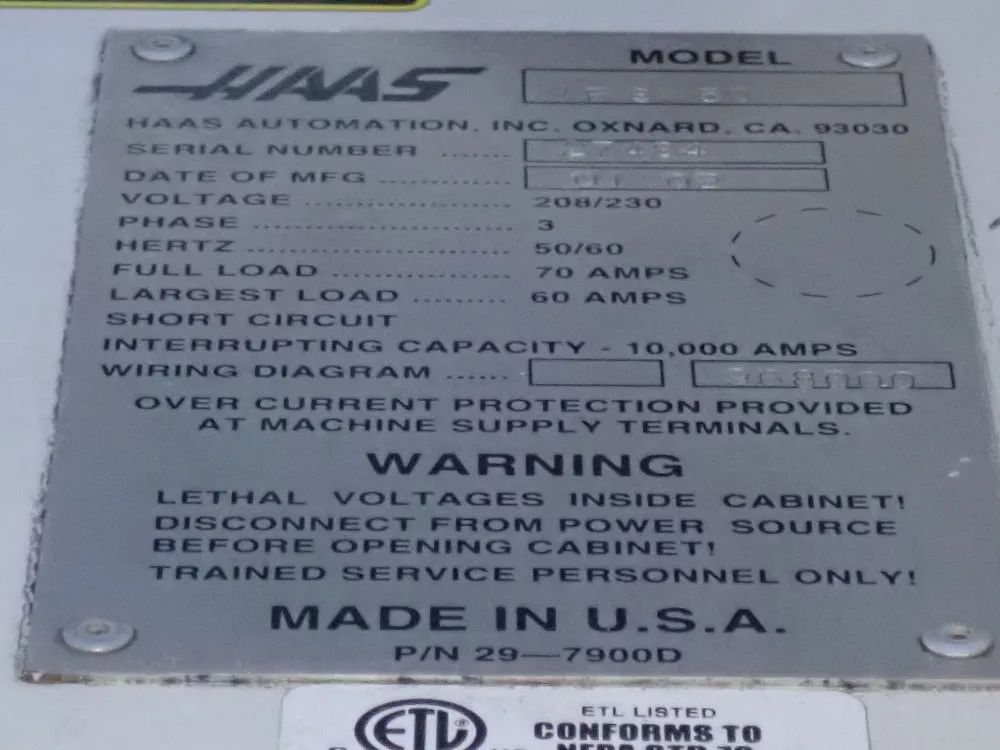 HAAS
MODEL
HAAS AUTOMATION, INC. OXNARD, CA. 93030
SERIAL NUMBER .......
DATE OF MFG .............
VOLTAGE ..................... 208/230
PHASE .......................... 3
HERTZ ........................... 50/60
FULL LOAD .................. 70 AMPS
LARGEST LOAD ......... 60 AMPS
SHORT CIRCUIT
INTERRUPTING CAPACITY - 10,000 AMPS
WIRING DIAGRAM ......
OVER CURRENT PROTECTION PROVIDED
AT MACHINE SUPPLY TERMINALS.
WARNING
LETHAL VOLTAGES INSIDE CABINET!
DISCONNECT FROM POWER SOURCE
BEFORE OPENING CABINET!
TRAINED SERVICE PERSONNEL ONLY!
MADE IN U.S.A.
P/N 29—7900D
ETL®
ETL LISTED
CONFORMS TO